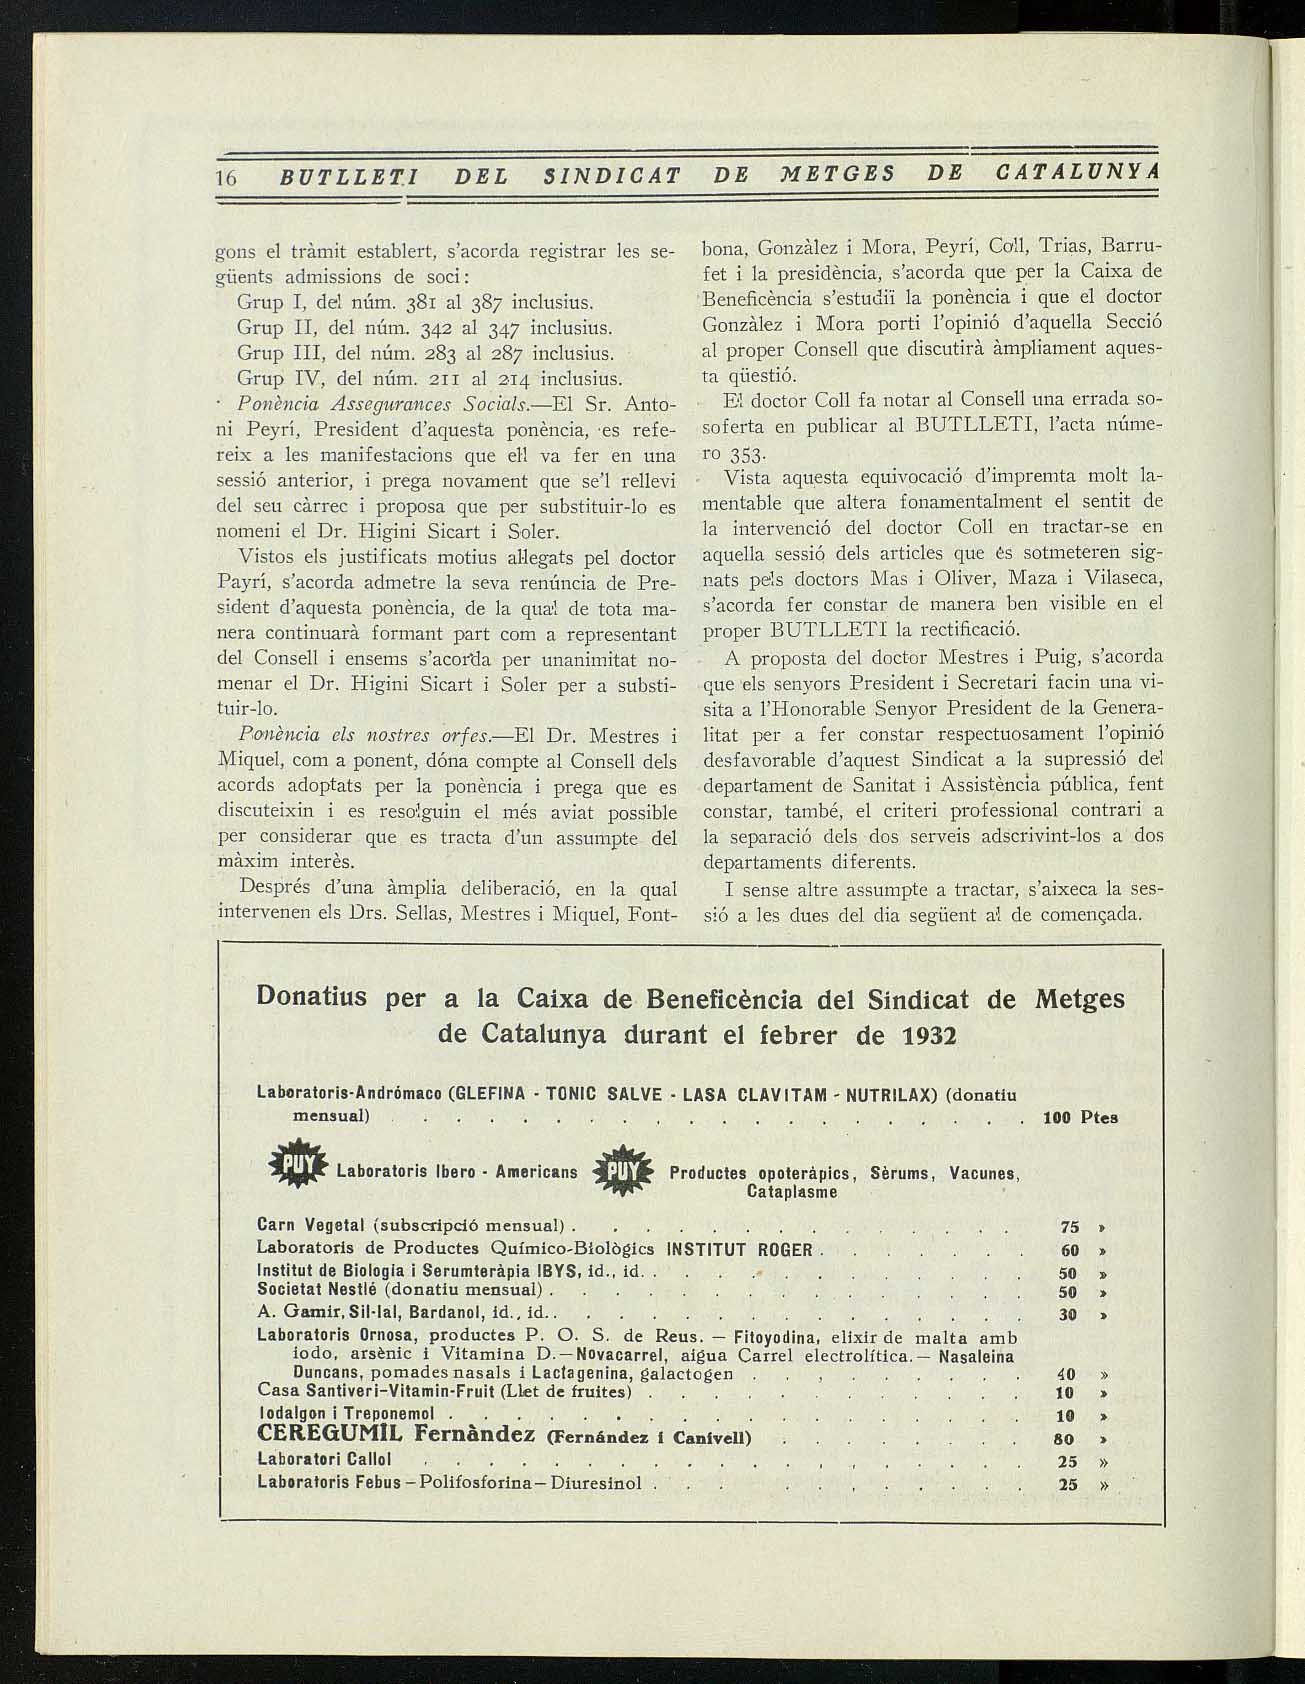 16 BUTLLETI DEL SINDICAT DE METGES DE CATALUNYA
gons el tràmit establert, s'acorda registrar les se-
güents admissions de soci:
Grup I, del núm. 381 al 387 inclusius.
Grup II, del núm. 342 al 347 inclusius.
Grup III, del núm. 283 al 287 inclusius.
Grup IV, del núm. 211 al 214 inclusius.
Ponència Assegurances Socials.—El Sr. Anto-
ni Peyrí, President d'aquesta ponència, es refe-
reix a les manifestacions que ell va fer en una
sessió anterior, i prega novament que se'l rellevi
del seu càrrec i proposa que per substituir-lo es
nomeni el Dr. Higini Sicart i Soler.
Vistos els justificats motius al·legats pel doctor
Payrí, s'acorda admetre la seva renúncia de Pre-
sident d'aquesta ponència, de la qual de tota ma-
nera continuarà formant part com a representant
del Consell i ensems s'acorda per unanimitat no-
menar el Dr. Higini Sicart i Soler per a substi-
tuir-lo.
Ponència els nostres orfes.—El Dr. Mestres i
Miquel, com a ponent, dóna compte al Consell dels
acords adoptats per la ponència i prega que es
discuteixin i es resolguin el més aviat possible
per considerar que es tracta d'un assumpte del
màxim interès.
Després d'una àmplia deliberació, en la qual
intervenen els Drs. Sellas, Mestres i Miquel, Font-
bona, Gonzàlez i Mora, Peyrí, Coll, Trias, Barru-
fet i la presidència, s'acorda que per la Caixa de
Beneficència s'estudiï la ponència i que el doctor
Gonzàlez i Mora porti l'opinió d'aquella Secció
al proper Consell que discutirà àmpliament aques-
ta qüestió.
El doctor Coll fa notar al Consell una errada so-
soferta en publicar al BUTLLETI, l'acta núme-
ro 353.
Vista aquesta equivocació d'impremta molt la-
mentable que altera fonamentalment el sentit de
la intervenció del doctor Coll en tractar-se en
aquella sessió dels articles que és sotmeteren sig-
nats pels doctors Mas i Oliver, Maza i Vilaseca,
s'acorda fer constar de manera ben visible en el
proper BUTLLETI la rectificació.
A proposta del doctor Mestres i Puig, s'acorda
que els senyors President i Secretari facin una vi-
sita a l'Honorable Senyor President de la Genera-
litat per a fer constar respectuosament l'opinió
desfavorable d'aquest Sindicat a la supressió del
departament de Sanitat i Assistència pública, fent
constar, també, el criteri professional contrari a
la separació dels dos serveis adscrivint-los a dos
departaments diferents.
I sense altre assumpte a tractar, s'aixeca la ses-
sió a les dues del dia següent al de començada.
Donatius per a la Caixa de Beneficència del Sindicat de Metges
de Catalunya durant el febrer de 1932
Laboratoris-Andrómaco (GLEFINA - TONIC SALVE - LASA CLAVITAM - NUTRILAX) (donatiu
mensual) . . . . . . . . . . . . . . . . . . . 100 Ptes
PUY Laboratoris Ibero - Americans PUY Productes opoteràpics, Sèrums, Vacunes,
Cataplasme
Carn Vegetal (subscripció mensual) . . . . . . . . . . . . . . 75 »
Laboratoris de Productes Químico-Biològics INSTITUT ROGER . . . . . . . 60 »
Institut de Biologia i Serumteràpia IBYS, id., id. . . . . . . . . . . . . 50 »
Societat Nestlé (donatiu mensual) . . . . . . . . . . . . . . . 50 »
A. Gamir, Sil-lal, Bardanol, id., id. . . . . . . . . . . . . . . . 30 »
Laboratoris Ornosa, productes P. O. S. de Reus. — Fitoyodina, elixir de malta amb
iodo, arsènic i Vitamina D.—Novacarrel, aigua Carrel electrolítica.— Nasaleina
Duncans, pomades nasals i Lactagenina, galactogen . . . . . . . . . 40 »
Casa Santiveri-Vitamin-Fruit (Llet de fruites) . . . . . . . . . . . . 10 »
Iodalgon i Treponemol . . . . . . . . . . . . . . . . . . 10 »
CEREGUMIL Fernàndez (Fernández i Canivell) . . . . . . . . 80 »
Laboratori Callol . . . . . . . . . . . . . . . . . . . 25 »
Laboratoris Febus – Polifosforina – Diuresinol . . . . . . . . . . . 25 »